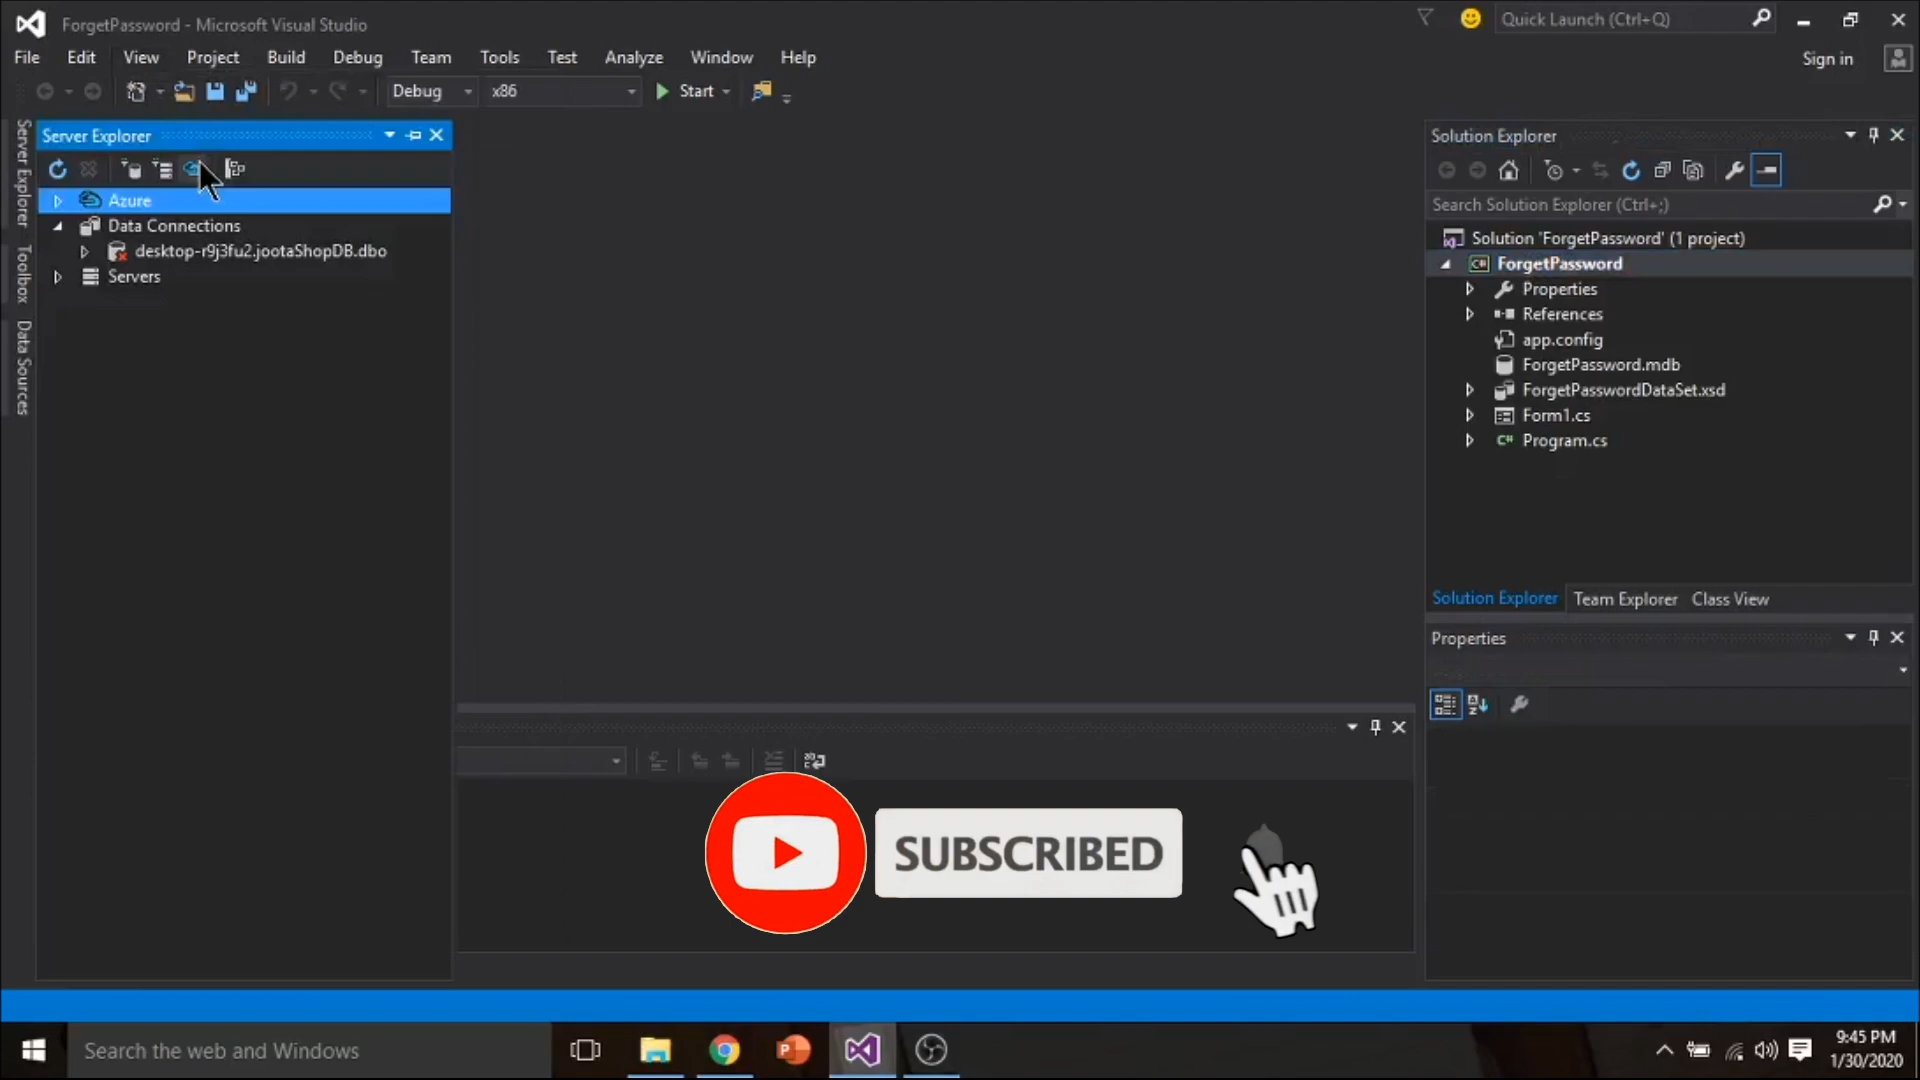 ForgetPassword - Microsoft Visual Studio
Quick Launch (Ctrl+Q)
File Edit View Project Build Debug Team Tools Test Analyze Window Help
Sign in
Debug x86 Start
Server Explorer
Toolbox
Data Sources
Server Explorer
Azure
Data Connections
desktop-r9j3fu2.jootaShopDB.dbo
Servers
Solution Explorer
Search Solution Explorer (Ctrl+;)
Solution 'ForgetPassword' (1 project)
ForgetPassword
Properties
References
app.config
ForgetPassword.mdb
ForgetPasswordDataSet.xsd
Form1.cs
Program.cs
Solution Explorer Team Explorer Class View
Properties
SUBSCRIBED
Search the web and Windows
9:45 PM
1/30/2020